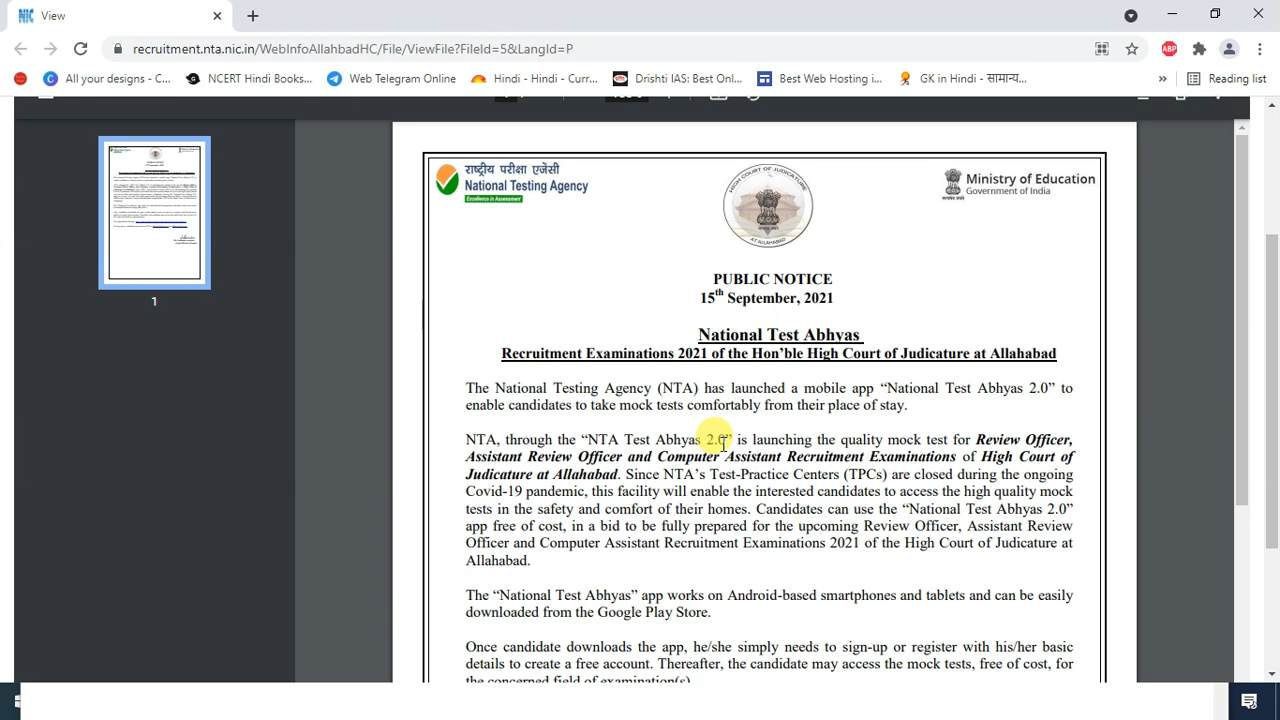 View
recruitment.nta.nic.in/WebInfoAllahbadHC/File/ViewFile?FileId=5&LangId=P
ABP
All your designs - C...
NCERT Hindi Books...
Web Telegram Online
Hindi - Hindi - Curr...
Drishti IAS: Best Onl...
Best Web Hosting i...
GK in Hindi - सामान्य...
»
Reading list
1
राष्ट्रीय परीक्षा एजेंसी
National Testing Agency
Excellence in Assessment
HIGH COURT OF JUDICATURE
AT ALLAHABAD
Ministry of Education
Government of India
PUBLIC NOTICE
15th September, 2021
National Test Abhyas
Recruitment Examinations 2021 of the Hon’ble High Court of Judicature at Allahabad
The National Testing Agency (NTA) has launched a mobile app “National Test Abhyas 2.0” to
enable candidates to take mock tests comfortably from their place of stay.
NTA, through the “NTA Test Abhyas 2.0” is launching the quality mock test for Review Officer,
Assistant Review Officer and Computer Assistant Recruitment Examinations of High Court of
Judicature at Allahabad. Since NTA’s Test-Practice Centers (TPCs) are closed during the ongoing
Covid-19 pandemic, this facility will enable the interested candidates to access the high quality mock
tests in the safety and comfort of their homes. Candidates can use the “National Test Abhyas 2.0”
app free of cost, in a bid to be fully prepared for the upcoming Review Officer, Assistant Review
Officer and Computer Assistant Recruitment Examinations 2021 of the High Court of Judicature at
Allahabad.
The “National Test Abhyas” app works on Android-based smartphones and tablets and can be easily
downloaded from the Google Play Store.
Once candidate downloads the app, he/she simply needs to sign-up or register with his/her basic
details to create a free account. Thereafter, the candidate may access the mock tests, free of cost, for
the concerned field of examination(s).